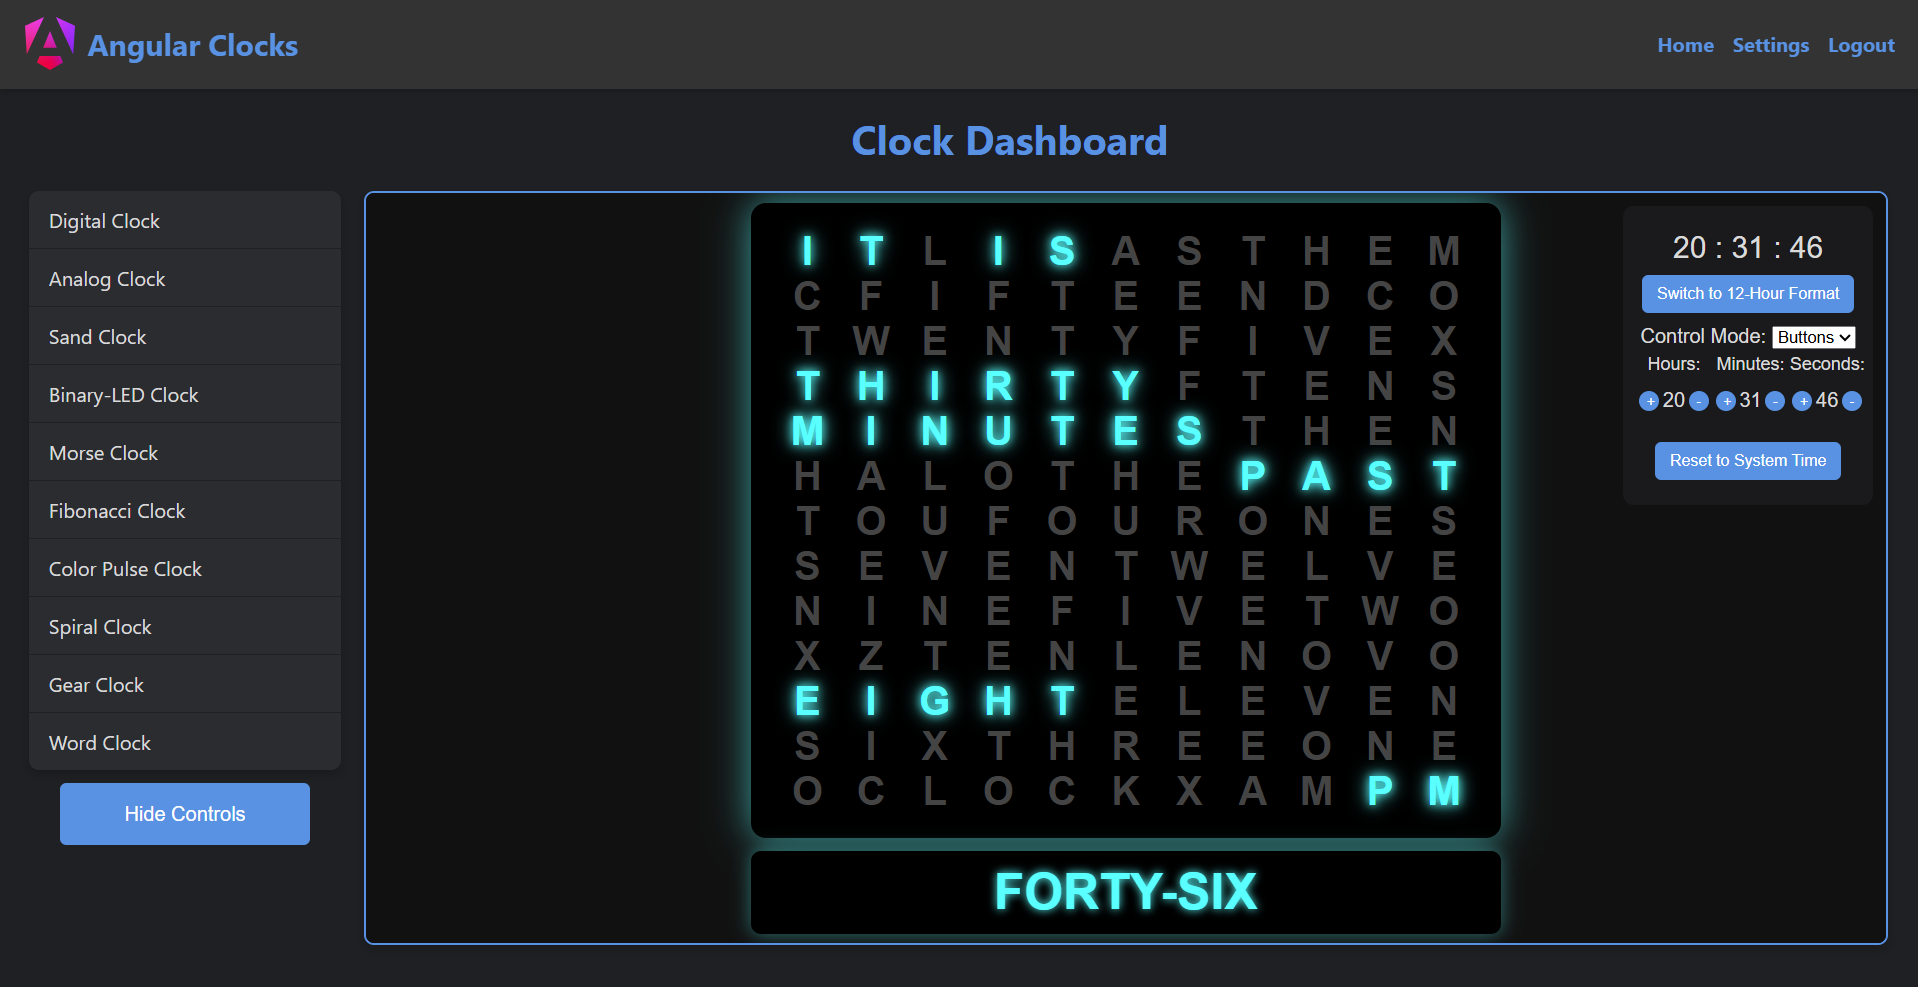 Angular Clocks
Home Settings Logout
Clock Dashboard
Digital Clock
Analog Clock
Sand Clock
Binary-LED Clock
Morse Clock
Fibonacci Clock
Color Pulse Clock
Spiral Clock
Gear Clock
Word Clock
Hide Controls
I T L I S A S T H E M
C F I F T E E N D C O
T W E N T Y F I V E X
T H I R T Y F T E N S
M I N U T E S T H E N
H A L O T H E P A S T
T O U F O U R O N E S
S E V E N T W E L V E
N I N E F I V E T W O
X Z T E N L E N O V O
E I G H T E L E V E N
S I X T H R E E O N E
O C L O C K X A M P M
FORTY-SIX
20 : 31 : 46
Switch to 12-Hour Format
Control Mode: Buttons
Hours: Minutes: Seconds:
+ 20 - + 31 - + 46 -
Reset to System Time